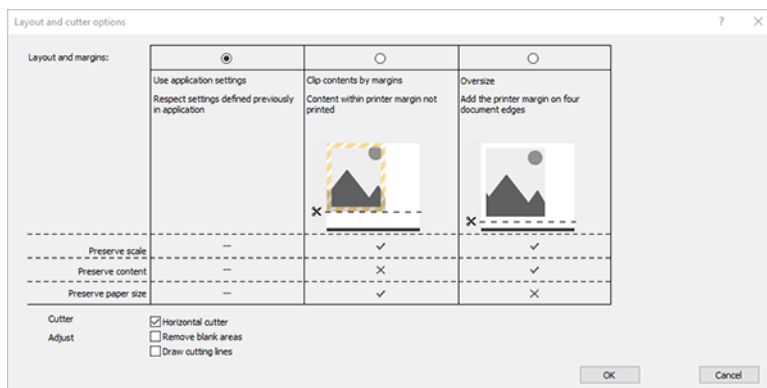 Layout and cutter options
Layout and margins:
Use application settings
Clip contents by margins
Oversize
Respect settings defined previously
in application
Content within printer margin not
printed
Add the printer margin on four
document edges
Preserve scale
Preserve content
Preserve paper size
Cutter
Horizontal cutter
Adjust
Remove blank areas
Draw cutting lines
OK
Cancel